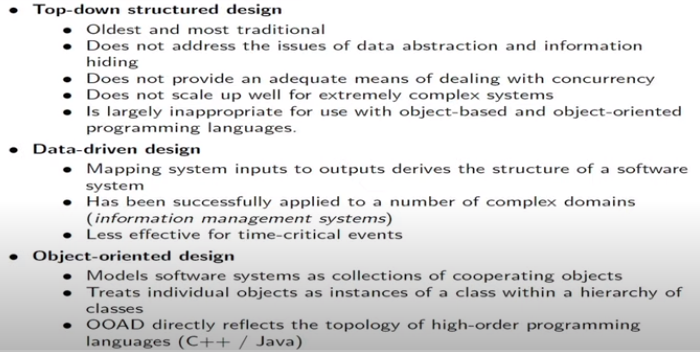 • Top-down structured design
• Oldest and most traditional
• Does not address the issues of data abstraction and information
hiding
• Does not provide an adequate means of dealing with concurrency
• Does not scale up well for extremely complex systems
• Is largely inappropriate for use with object-based and object-oriented
programming languages.
• Data-driven design
• Mapping system inputs to outputs derives the structure of a software
system
• Has been successfully applied to a number of complex domains
(information management systems)
• Less effective for time-critical events
• Object-oriented design
• Models software systems as collections of cooperating objects
• Treats individual objects as instances of a class within a hierarchy of
classes
• OOAD directly reflects the topology of high-order programming
languages (C++ / Java)